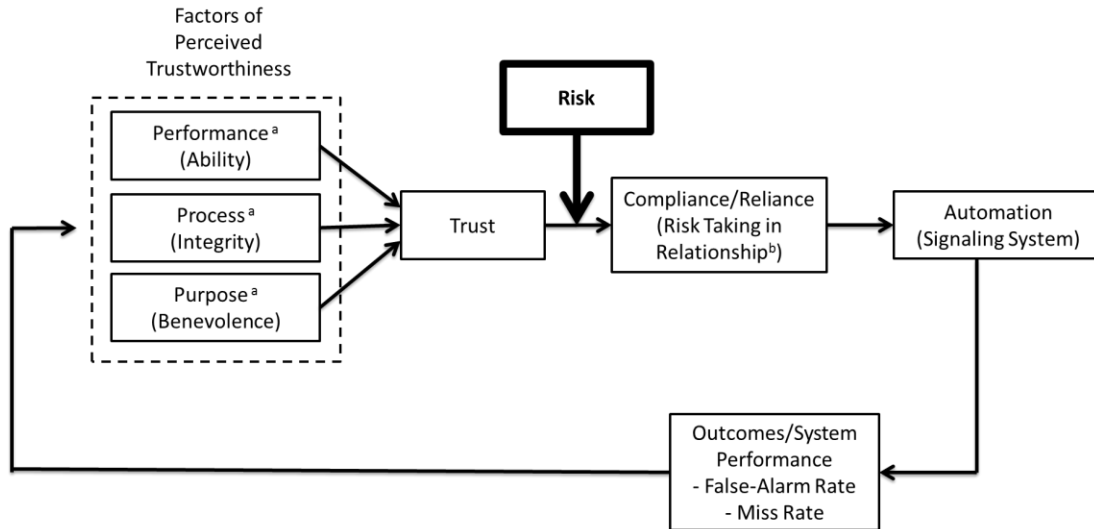 Factors of
Perceived
Trustworthiness
Performance ᵃ
(Ability)
Process ᵃ
(Integrity)
Purpose ᵃ
(Benevolence)
Trust
Risk
Compliance/Reliance
(Risk Taking in
Relationshipᵇ)
Automation
(Signaling System)
Outcomes/System
Performance
- False-Alarm Rate
- Miss Rate